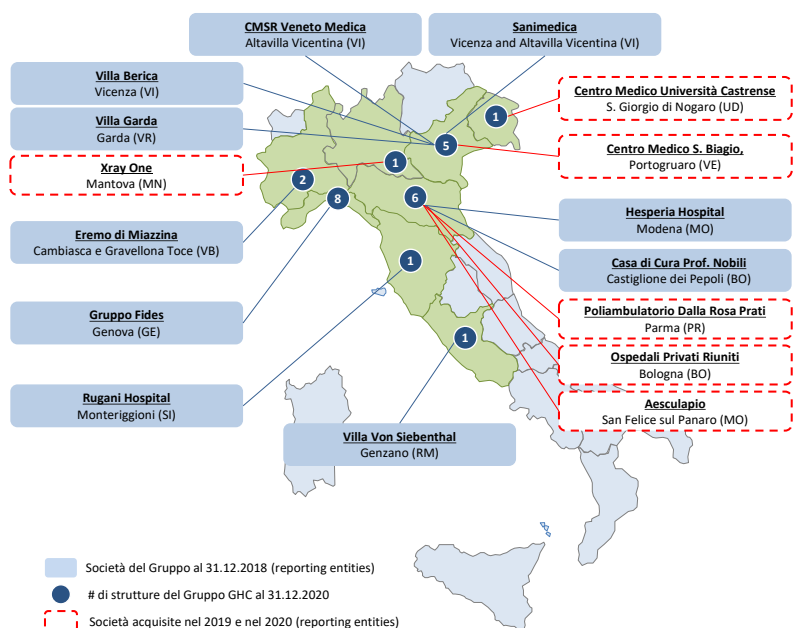 CMSR Veneto Medica
Altavilla Vicentina (VI)
Sanimedica
Vicenza and Altavilla Vicentina (VI)
Villa Berica
Vicenza (VI)
Centro Medico Università Castrense
S. Giorgio di Nogaro (UD)
1
Villa Garda
Garda (VR)
5
Centro Medico S. Biagio,
Portogruaro (VE)
Xray One
Mantova (MN)
1
2
8
6
Hesperia Hospital
Modena (MO)
Eremo di Miazzina
Cambiasca e Gravellona Toce (VB)
1
Casa di Cura Prof. Nobili
Castiglione dei Pepoli (BO)
Gruppo Fides
Genova (GE)
Poliambulatorio Dalla Rosa Prati
Parma (PR)
1
Ospedali Privati Riuniti
Bologna (BO)
Rugani Hospital
Monteriggioni (SI)
Aesculapio
San Felice sul Panaro (MO)
Villa Von Siebenthal
Genzano (RM)
Società del Gruppo al 31.12.2018 (reporting entities)
# di strutture del Gruppo GHC al 31.12.2020
Società acquisite nel 2019 e nel 2020 (reporting entities)